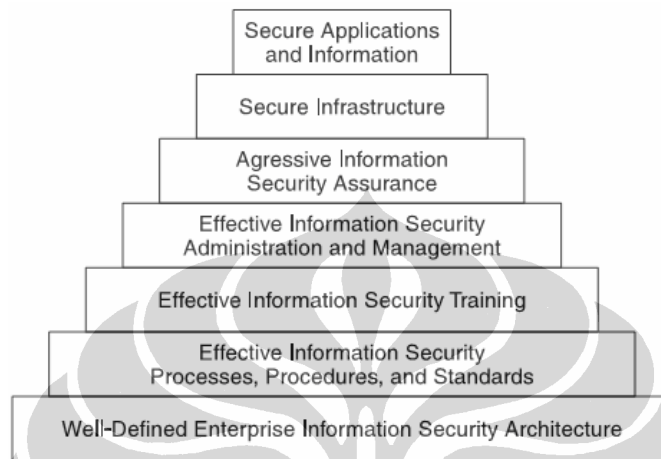 Secure Applications
and Information
Secure Infrastructure
Agressive Information
Security Assurance
Effective Information Security
Administration and Management
Effective Information Security Training
Effective Information Security
Processes, Procedures, and Standards
Well-Defined Enterprise Information Security Architecture